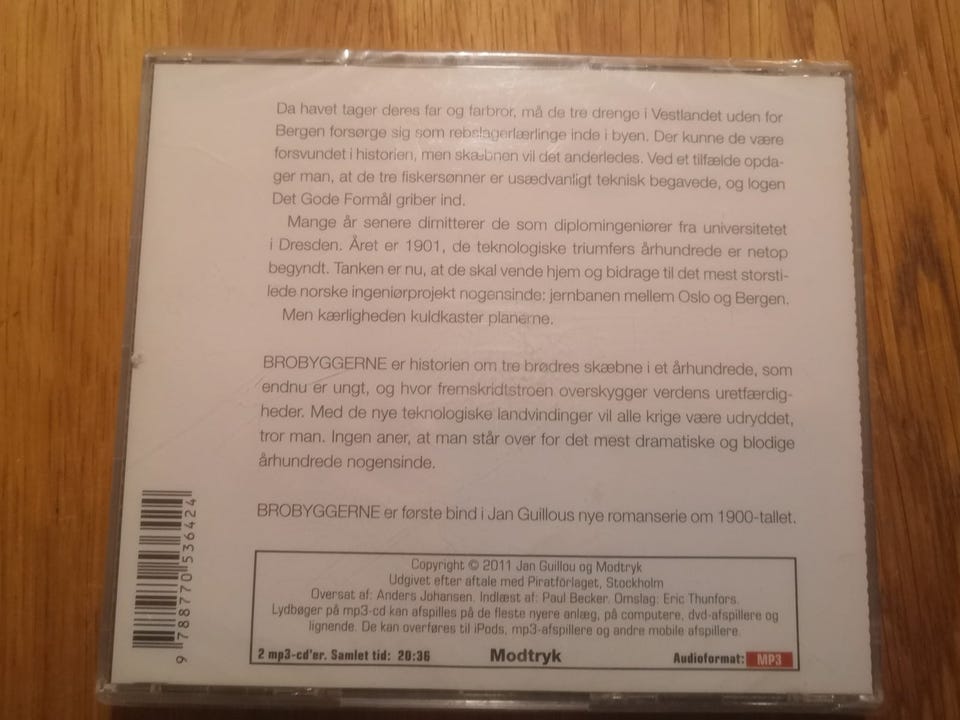 Da havet tager deres far og farbror, må de tre drenge i Vestlandet uden for
Bergen forsørge sig som rebslagerlærlinge inde i byen. Der kunne de være
forsvundet i historien, men skæbnen vil det anderledes. Ved et tilfælde opda-
ger man, at de tre fiskersønner er usædvanligt teknisk begavede, og logen
Det Gode Formål griber ind.
Mange år senere dimitterer de som diplomingeniører fra universitetet
i Dresden. Året er 1901, de teknologiske triumfers århundrede er netop
begyndt. Tanken er nu, at de skal vende hjem og bidrage til det mest storsti-
lede norske ingeniørprojekt nogensinde: jernbanen mellem Oslo og Bergen.
Men kærligheden kuldkaster planerne.
BROBYGGERNE er historien om tre brødres skæbne i et århundrede, som
endnu er ungt, og hvor fremskridtstroen overskygger verdens uretfærdig-
heder. Med de nye teknologiske landvindinger vil alle krige være udryddet,
tror man. Ingen aner, at man står over for det mest dramatiske og blodige
århundrede nogensinde.
BROBYGGERNE er første bind i Jan Guillous nye romanserie om 1900-tallet.
Copyright © 2011 Jan Guillou og Modtryk
Udgivet efter aftale med Piratförlaget, Stockholm
Oversat af: Anders Johansen. Indlæst af: Paul Becker. Omslag: Eric Thunfors.
Lydbøger på mp3-cd kan afspilles på de fleste nyere anlæg, på computere, dvd-afspillere og
lignende. De kan overføres til iPods, mp3-afspillere og andre mobile afspillere.
2 mp3-cd'er. Samlet tid: 20:36 Modtryk Audioformat: MP3
9 788770 536424